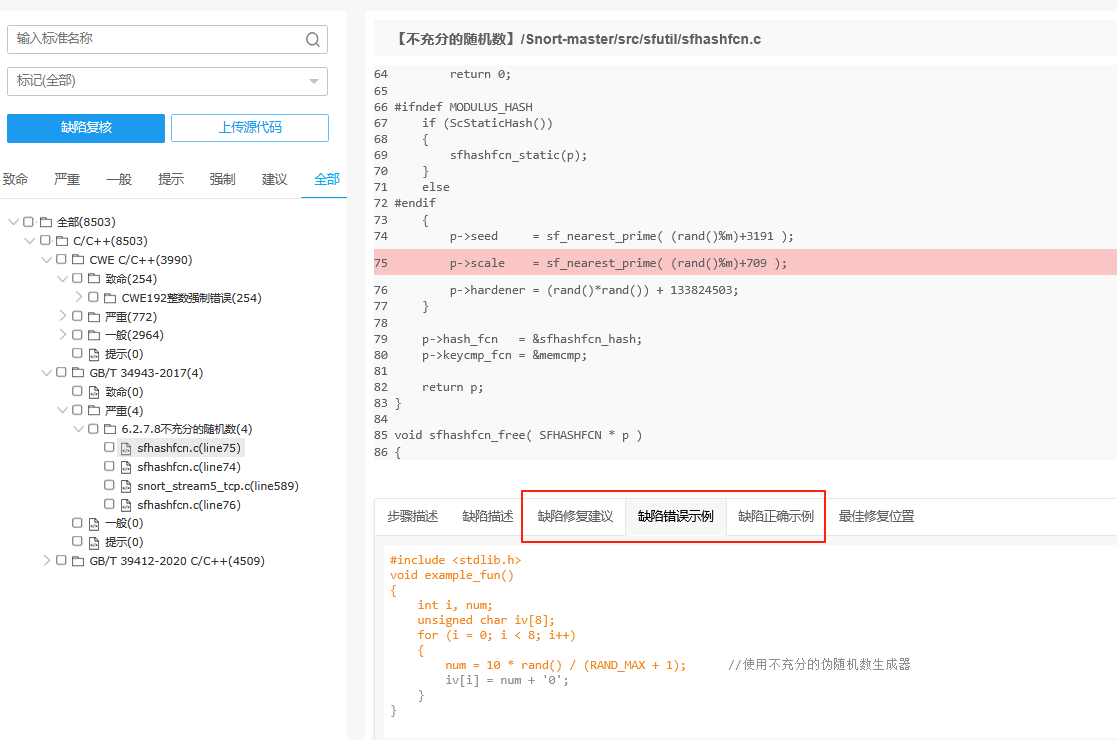 输入标准名称
标记(全部)
缺陷复核 上传源代码
致命 严重 一般 提示 强制 建议 全部
全部(8503)
C/C++(8503)
CWE C/C++(3990)
致命(254)
CWE192整数强制错误(254)
严重(772)
一般(2964)
提示(0)
GB/T 34943-2017(4)
致命(0)
严重(4)
6.2.7.8不充分的随机数(4)
sfhashfcn.c(line75)
sfhashfcn.c(line74)
snort_stream5_tcp.c(line589)
sfhashfcn.c(line76)
一般(0)
提示(0)
GB/T 39412-2020 C/C++(4509)
【不充分的随机数】/Snort-master/src/sfutil/sfhashfcn.c
64         return 0;
65
66 #ifndef MODULUS_HASH
67     if (ScStaticHash())
68     {
69         sfhashfcn_static(p);
70     }
71     else
72 #endif
73     {
74         p->seed     = sf_nearest_prime( (rand()%m)+3191 );
75         p->scale    = sf_nearest_prime( (rand()%m)+709 );
76         p->hardener = (rand()*rand()) + 133824503;
77     }
78
79     p->hash_fcn   = &sfhashfcn_hash;
80     p->keycmp_fcn = &memcmp;
81
82     return p;
83 }
84
85 void sfhashfcn_free( SFHASHFCN * p )
86 {
步骤描述 缺陷描述 缺陷修复建议 缺陷错误示例 缺陷正确示例 最佳修复位置
#include <stdlib.h>
void example_fun()
{
    int i, num;
    unsigned char iv[8];
    for (i = 0; i < 8; i++)
    {
        num = 10 * rand() / (RAND_MAX + 1);      //使用不充分的伪随机数生成器
        iv[i] = num + '0';
    }
}